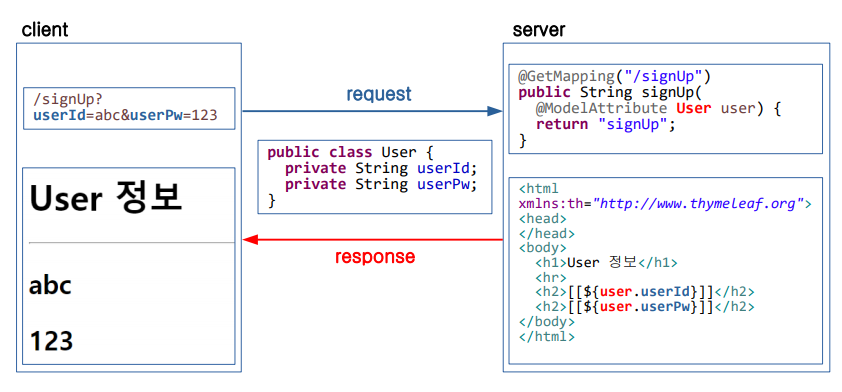 client
server
/signUp?
userId=abc&userPw=123
request
@GetMapping("/signUp")
public String signUp(
@ModelAttribute User user) {
return "signUp";
}
public class User {
private String userId;
private String userPw;
}
User 정보
abc
123
response
<html
xmlns:th="http://www.thymeleaf.org">
<head>
</head>
<body>
<h1>User 정보</h1>
<hr>
<h2>[[${user.userId}]]</h2>
<h2>[[${user.userPw}]]</h2>
</body>
</html>